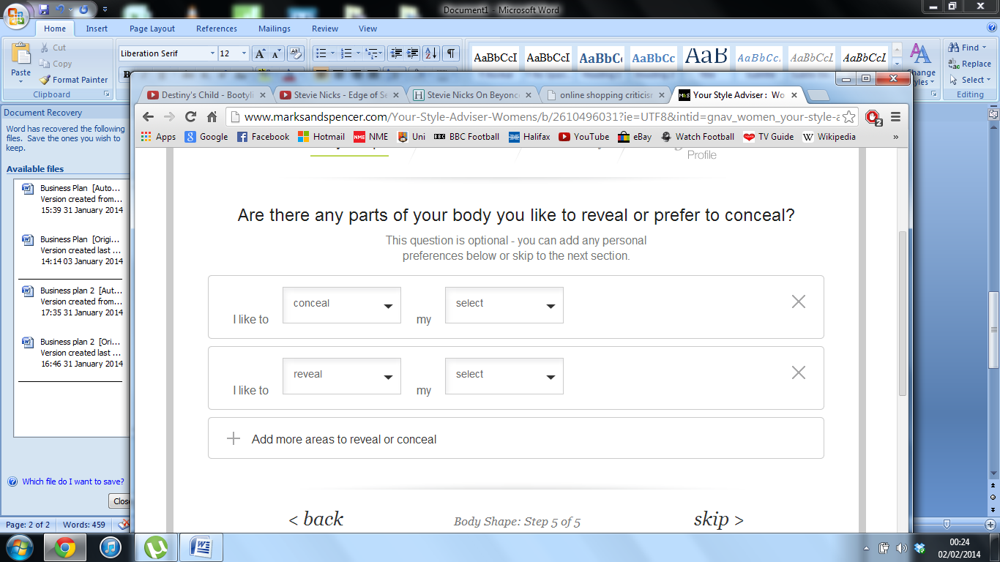 Document1 - Microsoft Word
Home Insert Page Layout References Mailings Review View
Cut
Copy
Format Painter
Paste
Clipboard
Liberation Serif 12
AaBbCcI AaBbCcI AaBbC AaBbCc AaB AaBbCc. AaBbCcL AaBbCcI
Change
Styles
Find
Replace
Select
Editing
Document Recovery
Word has recovered the following
files. Save the ones you wish to
keep.
Available files
Business Plan [Auto...
Version created from...
15:39 31 January 2014
Business Plan [Origi...
Version created last ...
14:14 03 January 2014
Business plan 2 [Aut...
Version created from...
17:35 31 January 2014
Business plan 2 [Ori...
Version created last ...
16:46 31 January 2014
Which file do I want to save?
Close
Page: 2 of 2 Words: 459
Destiny's Child - Bootyli
Stevie Nicks - Edge of Se
Stevie Nicks On Beyonce
online shopping criticism
Your Style Adviser : Wo
www.marksandspencer.com/Your-Style-Adviser-Womens/b/2610496031?ie=UTF8&intid=gnav_women_your-style-a
2
Apps Google Facebook Hotmail NME Uni BBC Football Halifax YouTube eBay Watch Football TV Guide Wikipedia »
Profile
Are there any parts of your body you like to reveal or prefer to conceal?
This question is optional - you can add any personal
preferences below or skip to the next section.
I like to conceal my select
I like to reveal my select
Add more areas to reveal or conceal
< back
Body Shape: Step 5 of 5
skip >
00:24
02/02/2014